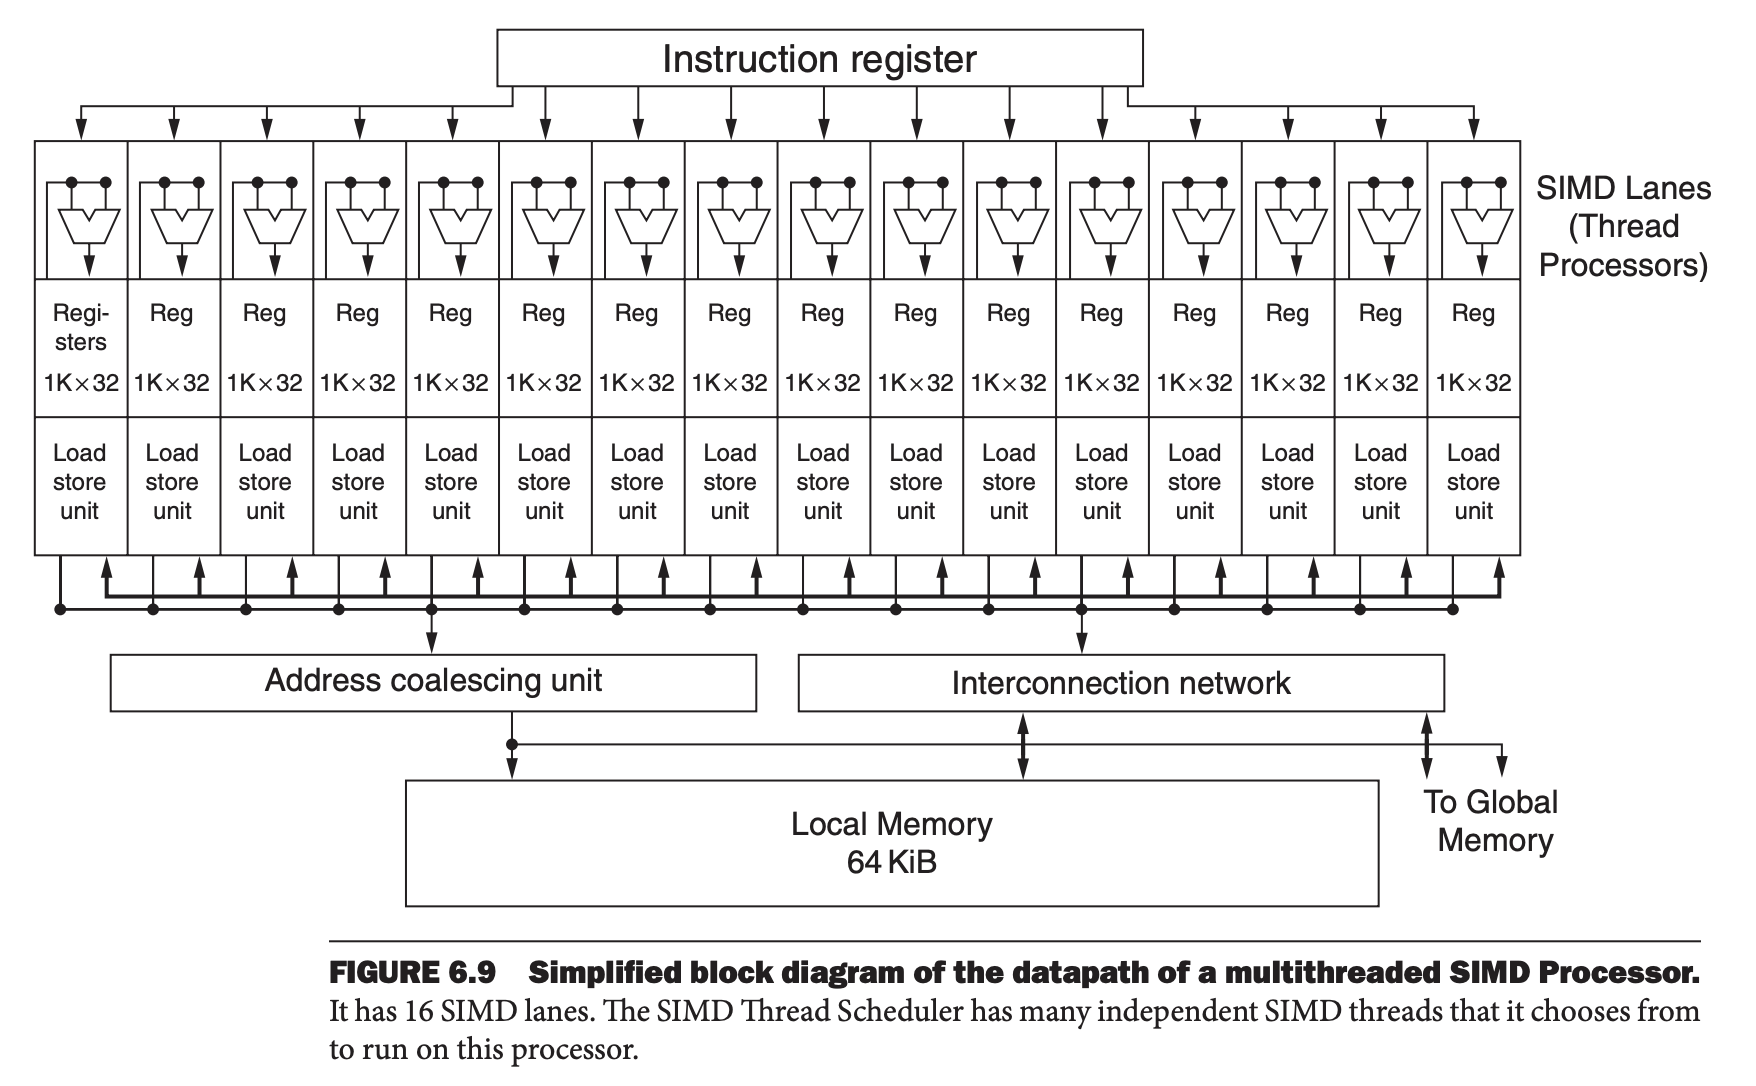 Instruction register
SIMD Lanes
(Thread
Processors)
Regi- Reg Reg Reg Reg Reg Reg Reg Reg Reg Reg Reg Reg Reg Reg Reg
sters
1K×32 1K×32 1K×32 1K×32 1K×32 1K×32 1K×32 1K×32 1K×32 1K×32 1K×32 1K×32 1K×32 1K×32 1K×32 1K×32
Load Load Load Load Load Load Load Load Load Load Load Load Load Load Load Load
store store store store store store store store store store store store store store store store
unit unit unit unit unit unit unit unit unit unit unit unit unit unit unit unit
Address coalescing unit
Interconnection network
Local Memory
64 KiB
To Global
Memory
FIGURE 6.9 Simplified block diagram of the datapath of a multithreaded SIMD Processor.
It has 16 SIMD lanes. The SIMD Thread Scheduler has many independent SIMD threads that it chooses from
to run on this processor.